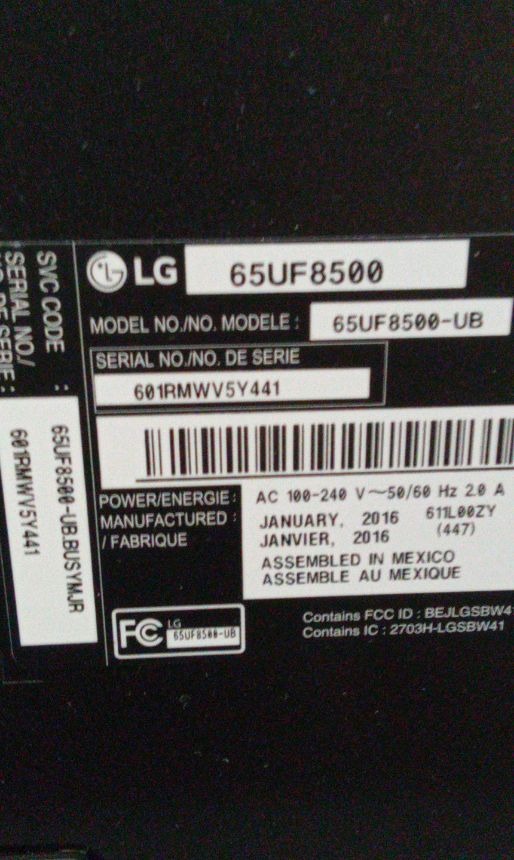 LG 65UF8500
MODEL NO./NO. MODELE : 65UF8500-UB
SERIAL NO./NO. DE SERIE
601RMWV5Y441
POWER/ENERGIE : AC 100-240 V～50/60 Hz 2.0 A
MANUFACTURED : JANUARY, 2016 611L00ZY
/ FABRIQUE JANVIER, 2016 (447)
ASSEMBLED IN MEXICO
ASSEMBLE AU MEXIQUE
FC LG
65UF8500-UB
Contains FCC ID : BEJLGSBW41
Contains IC : 2703H-LGSBW41
SVC CODE : 65UF8500-UB.BUSYMJR
SERIAL NO./ 601RMWV5Y441
DE SERIE :